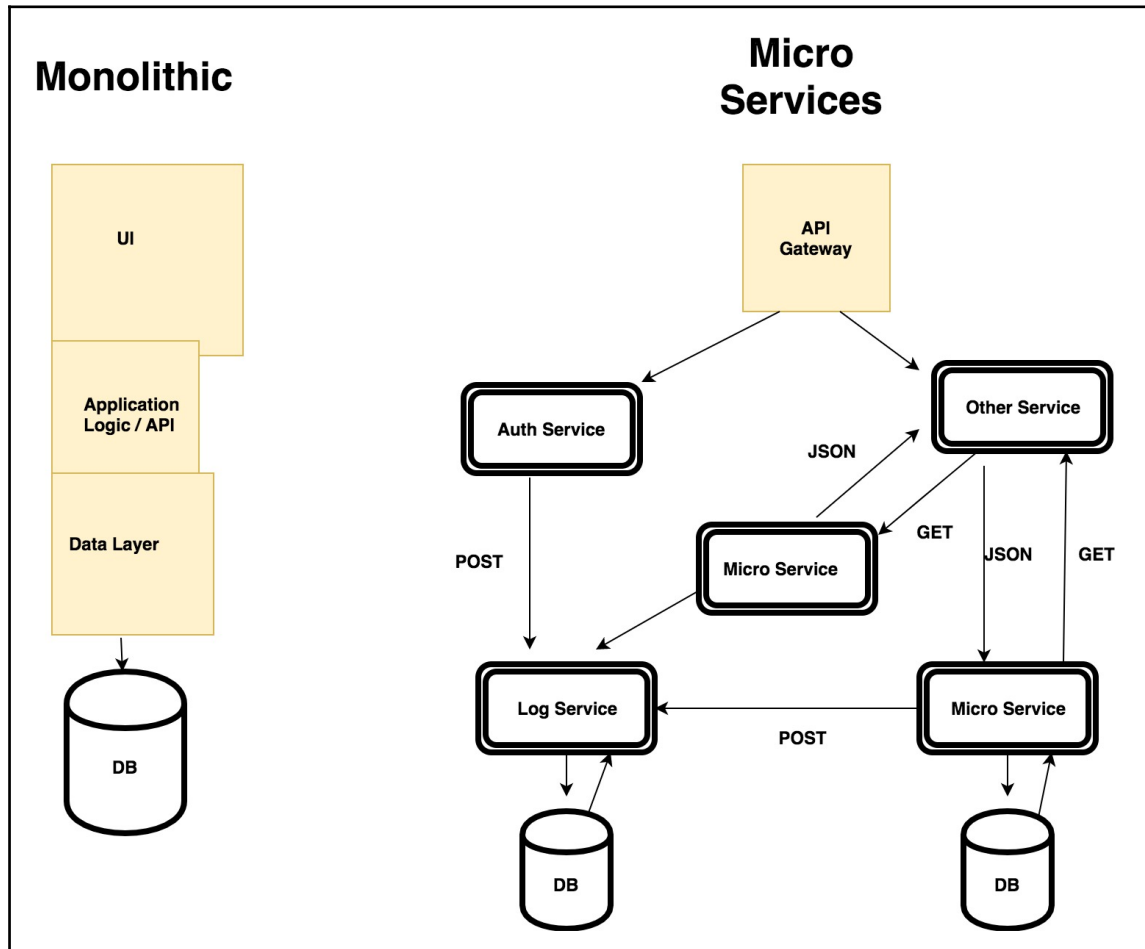 Monolithic
Micro
Services
UI
Application
Logic / API
Data Layer
DB
API
Gateway
Auth Service
Other Service
JSON
GET
POST
Micro Service
JSON
GET
Log Service
Micro Service
POST
DB
DB